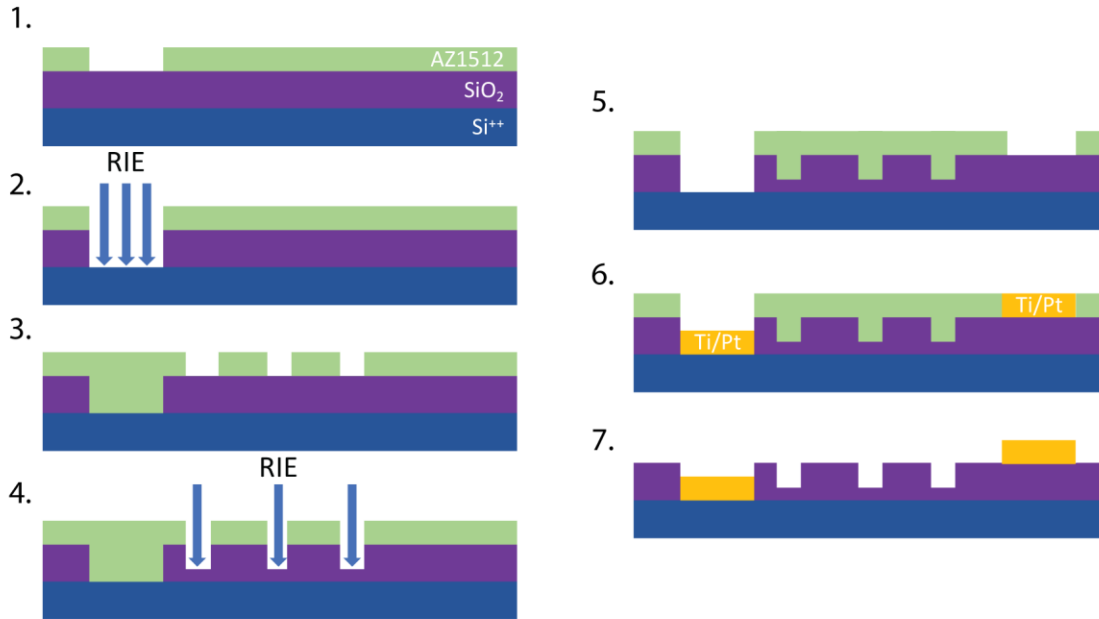 1.
AZ1512
SiO₂
Si⁺⁺
RIE
2.
3.
RIE
4.
5.
6.
Ti/Pt
Ti/Pt
7.